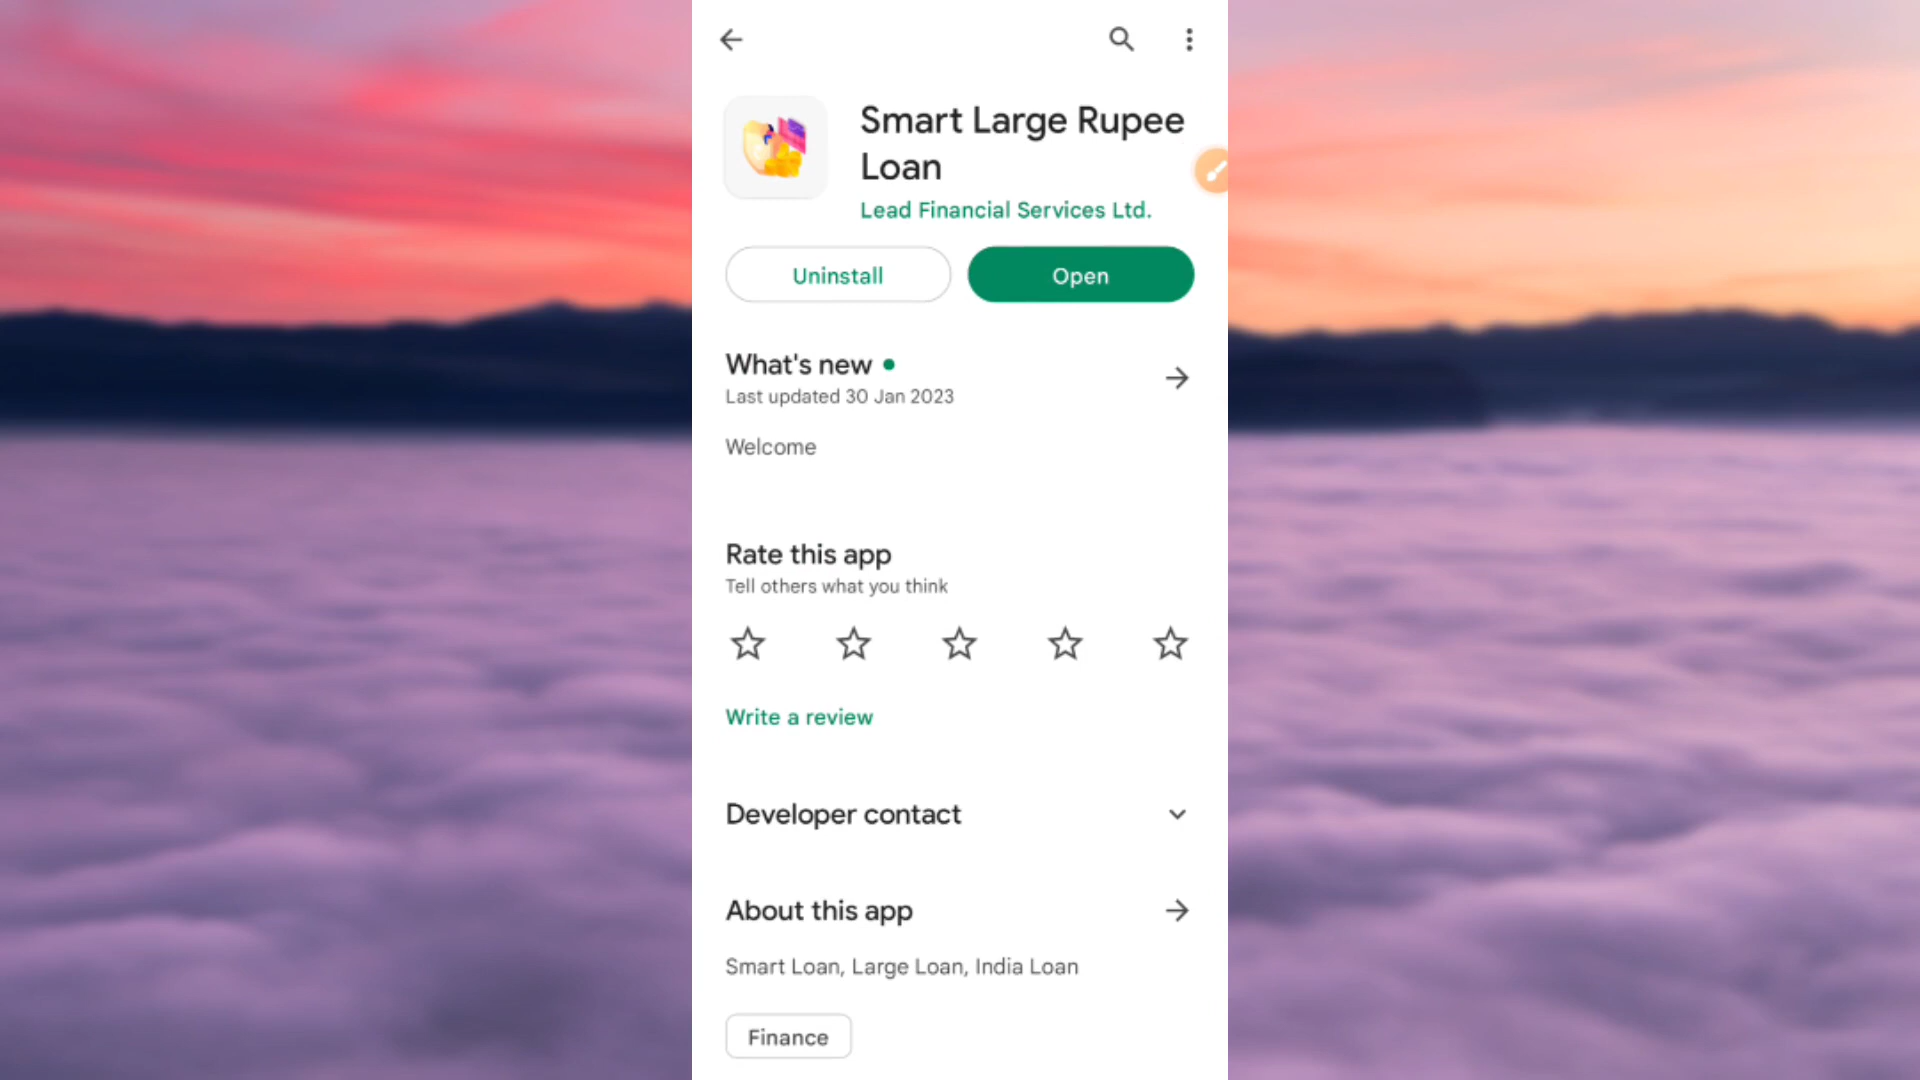 Smart Large Rupee
Loan
Lead Financial Services Ltd.
Uninstall
Open
What's new
Last updated 30 Jan 2023
Welcome
Rate this app
Tell others what you think
Write a review
Developer contact
About this app
Smart Loan, Large Loan, India Loan
Finance